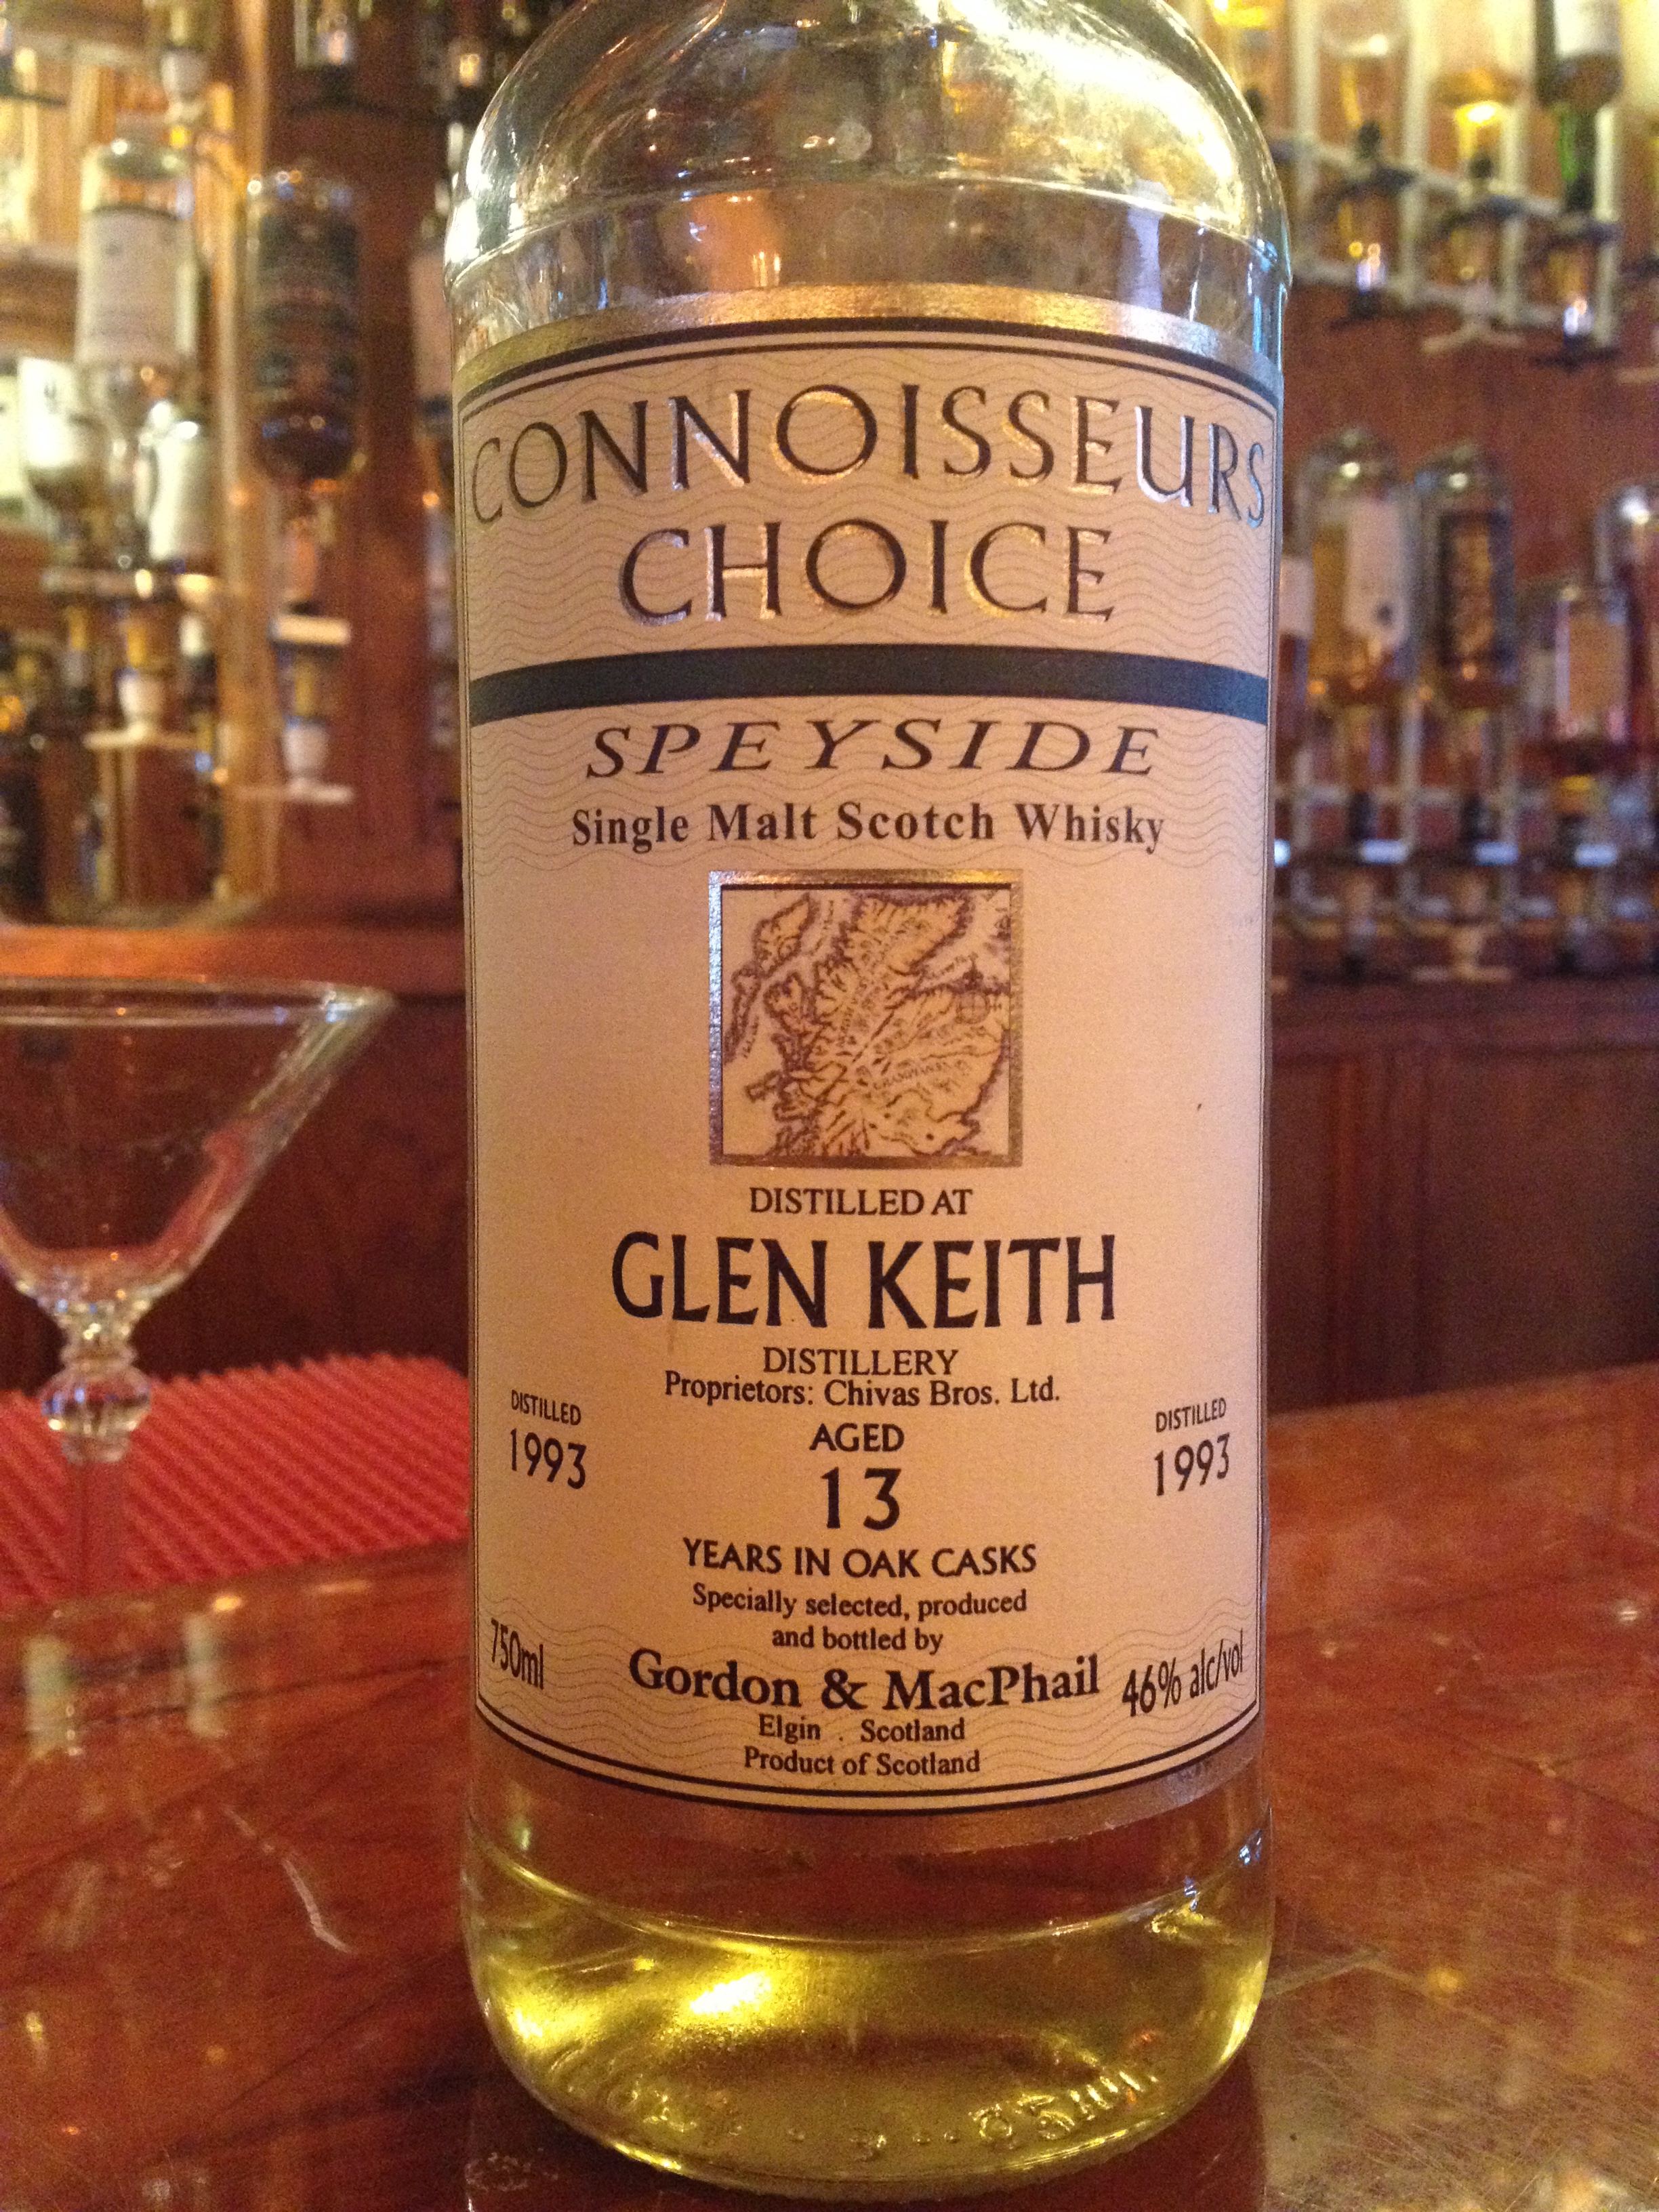 CONNOISSEURS
CHOICE
SPEYSIDE
Single Malt Scotch Whisky
DISTILLED AT
GLEN KEITH
DISTILLERY
Proprietors: Chivas Bros. Ltd.
DISTILLED
1993
AGED
13
YEARS IN OAK CASKS
DISTILLED
1993
Specially selected, produced
and bottled by
750ml
Gordon & MacPhail
46% alc/vol
Elgin . Scotland
Product of Scotland